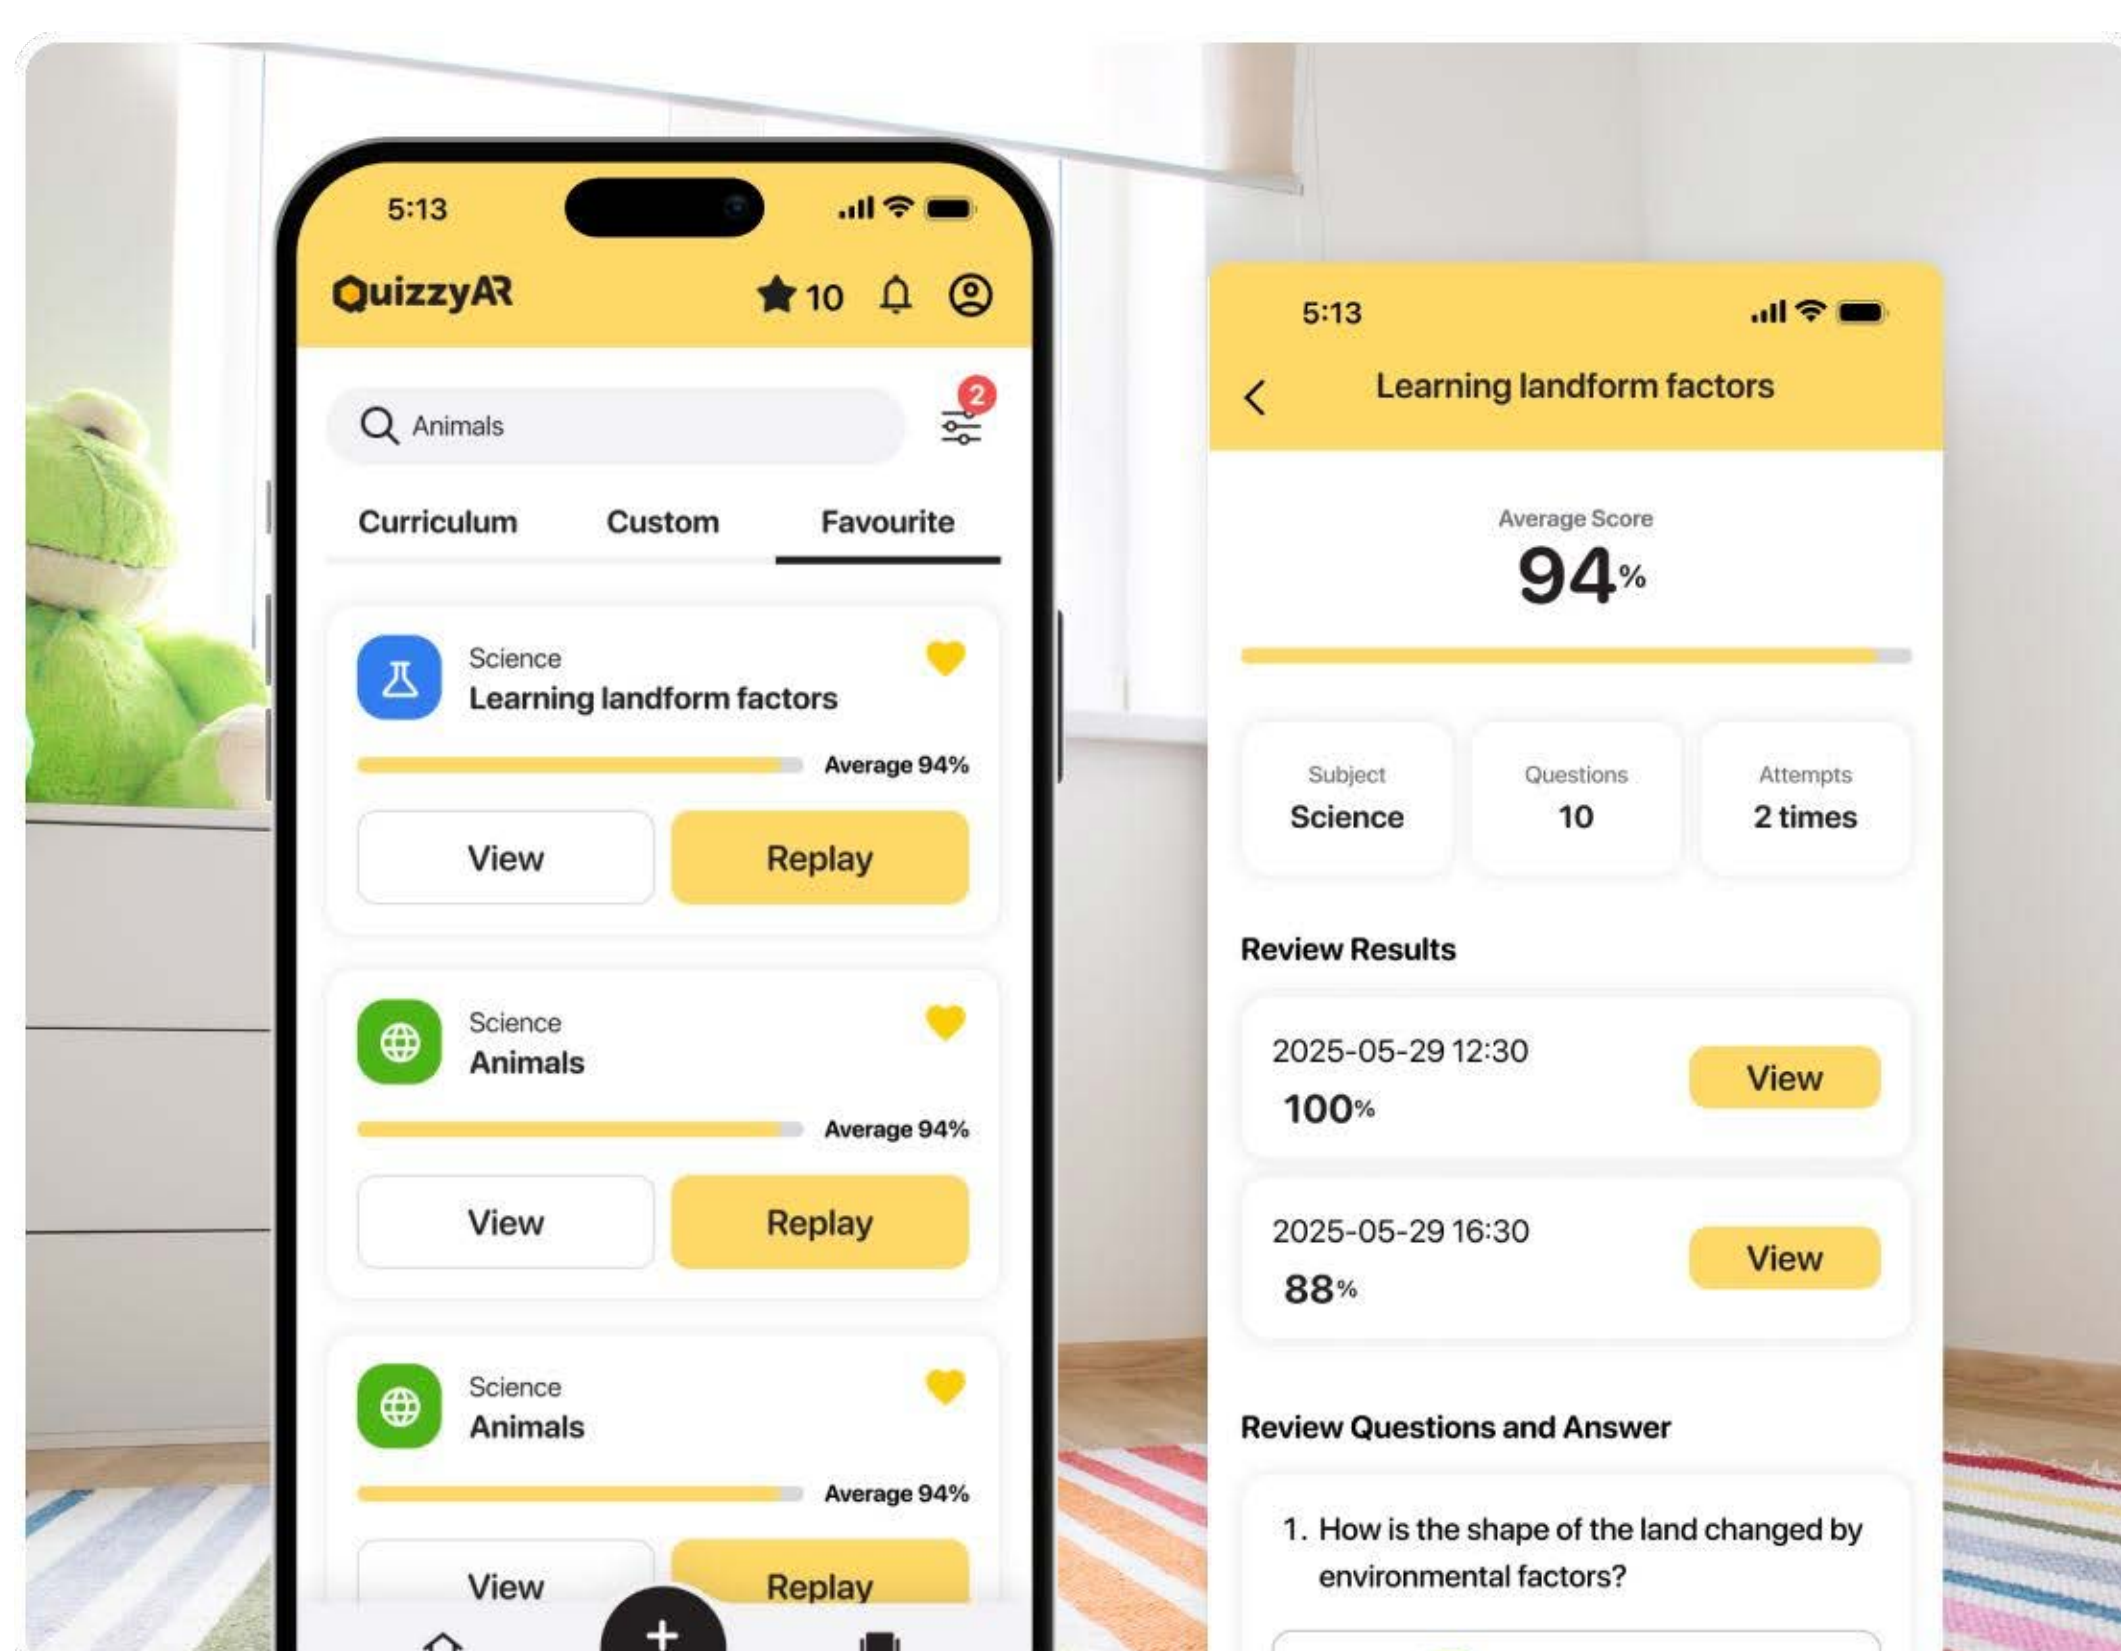 5:13
QuizzyAR
10
2
Animals
Curriculum
Custom
Favourite
Science
Learning landform factors
Average 94%
View
Replay
Science
Animals
Average 94%
View
Replay
Science
Animals
Average 94%
View
Replay
5:13
Learning landform factors
Average Score
94%
Subject
Science
Questions
10
Attempts
2 times
Review Results
2025-05-29 12:30
100%
View
2025-05-29 16:30
88%
View
Review Questions and Answer
1. How is the shape of the land changed by
environmental factors?